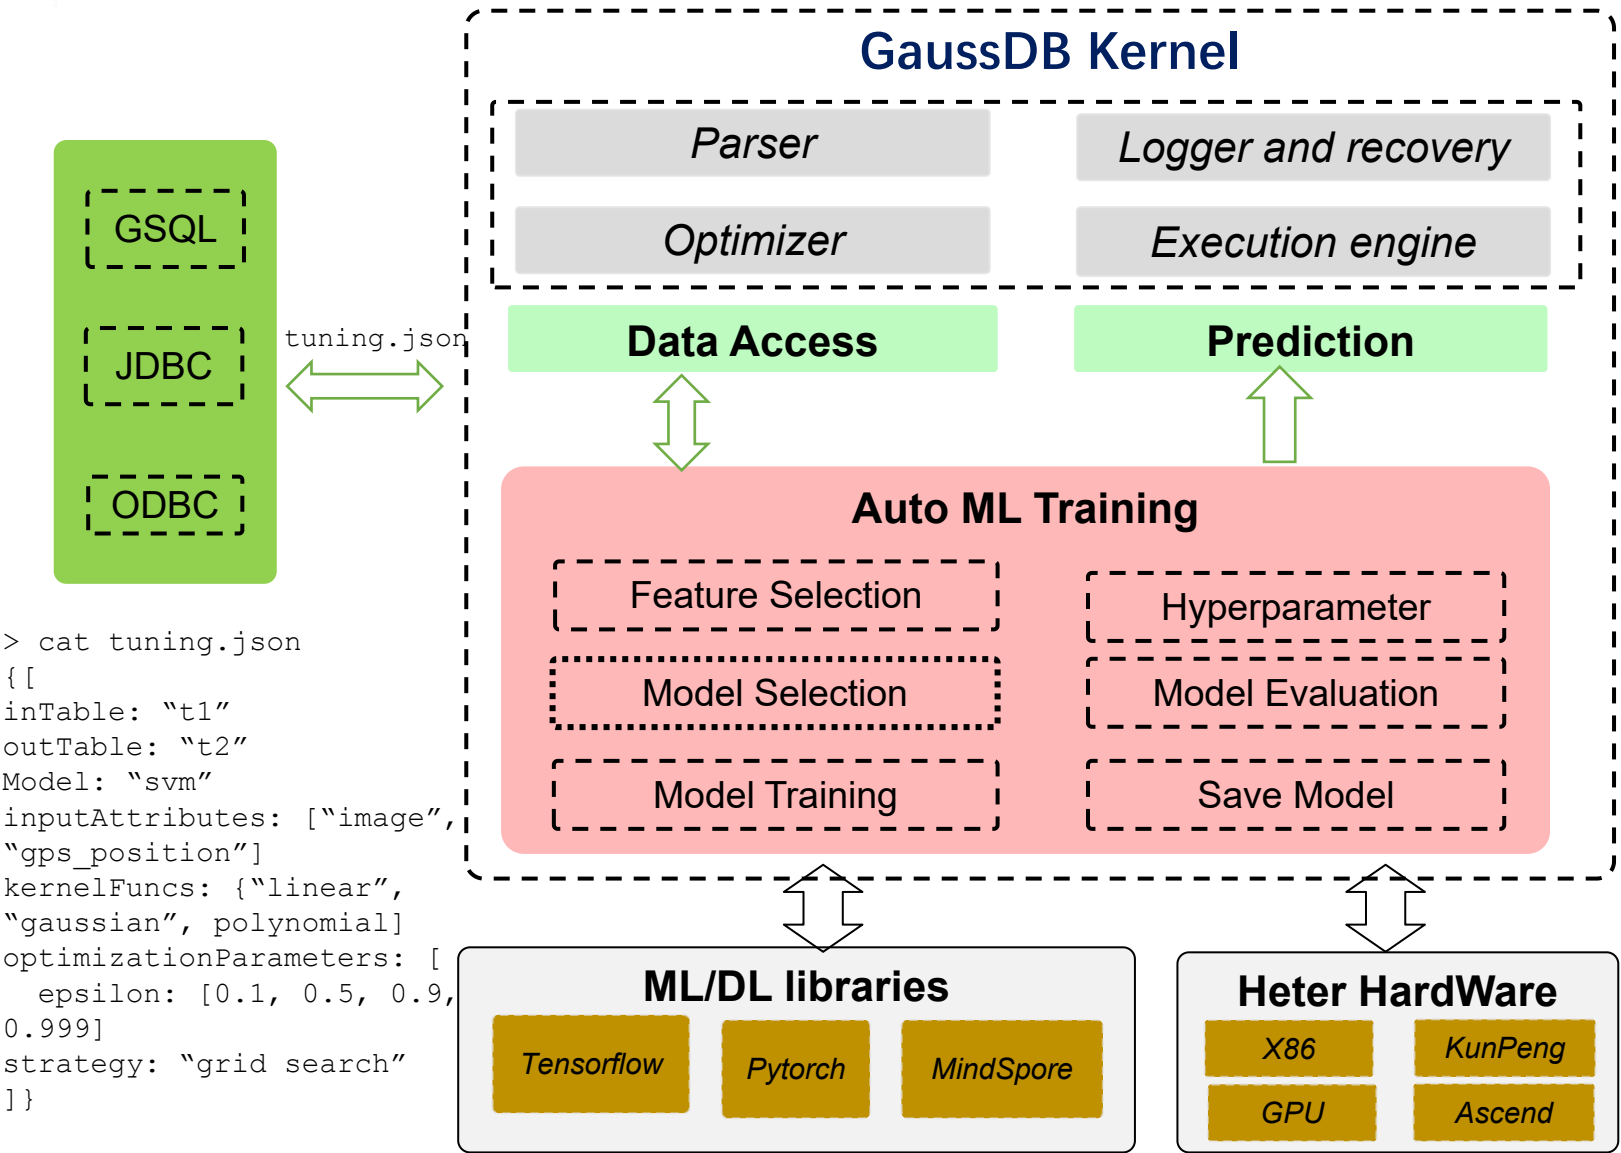 GaussDB Kernel
Parser
Logger and recovery
Optimizer
Execution engine
GSQL
JDBC
ODBC
tuning.json
Data Access
Prediction
Auto ML Training
Feature Selection
Hyperparameter
Model Selection
Model Evaluation
Model Training
Save Model
> cat tuning.json
{[
inTable: “t1”
outTable: “t2”
Model: “svm”
inputAttributes: [“image”,
“gps_position”]
kernelFuncs: {“linear”,
“gaussian”, polynomial]
optimizationParameters: [
epsilon: [0.1, 0.5, 0.9,
0.999]
strategy: “grid search”
]}
ML/DL libraries
Tensorflow
Pytorch
MindSpore
Heter HardWare
X86
KunPeng
GPU
Ascend